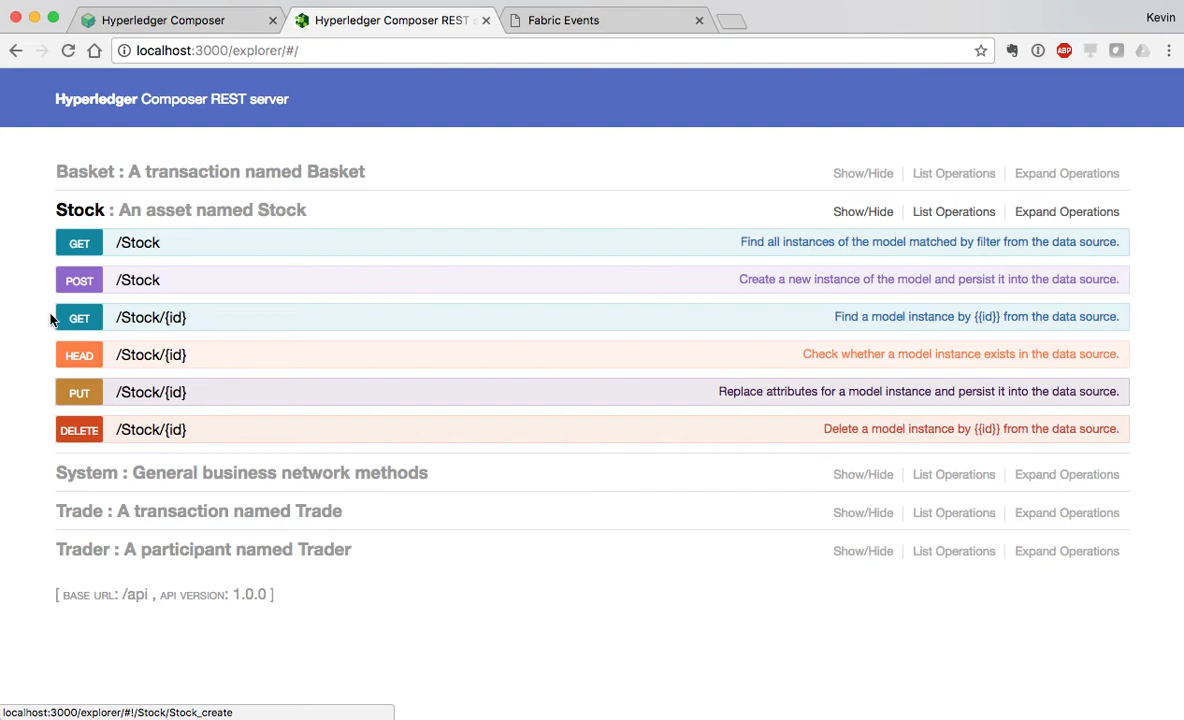 Hyperledger Composer
Hyperledger Composer REST s
Fabric Events
Kevin
localhost:3000/explorer/#/
ABP
Hyperledger Composer REST server
Basket : A transaction named Basket Show/Hide List Operations Expand Operations
Stock : An asset named Stock Show/Hide List Operations Expand Operations
GET /Stock Find all instances of the model matched by filter from the data source.
POST /Stock Create a new instance of the model and persist it into the data source.
GET /Stock/{id} Find a model instance by {{id}} from the data source.
HEAD /Stock/{id} Check whether a model instance exists in the data source.
PUT /Stock/{id} Replace attributes for a model instance and persist it into the data source.
DELETE /Stock/{id} Delete a model instance by {{id}} from the data source.
System : General business network methods Show/Hide List Operations Expand Operations
Trade : A transaction named Trade Show/Hide List Operations Expand Operations
Trader : A participant named Trader Show/Hide List Operations Expand Operations
[ BASE URL: /api , API VERSION: 1.0.0 ]
localhost:3000/explorer/#!/Stock/Stock_create